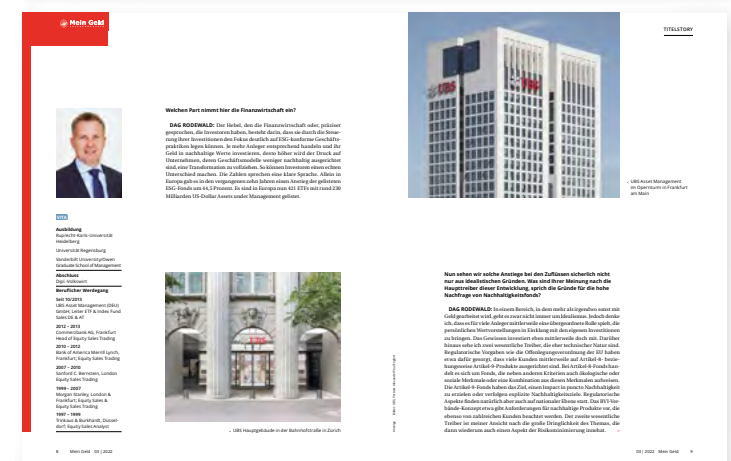 Mein Geld
TITELSTORY
Welchen Part nimmt hier die Finanzwirtschaft ein?
DAG RODEWALD: Der Hebel, den die Finanzwirtschaft oder, präziser
gesprochen, die Investoren haben, besteht darin, dass sie durch die Steue-
rung ihrer Investitionen den Fokus deutlich auf ESG-konforme Geschäfts-
praktiken legen können. Je mehr Anleger entsprechend handeln und ihr
Geld in nachhaltige Werte investieren, desto höher wird der Druck auf
Unternehmen, deren Geschäftsmodelle weniger nachhaltig ausgerichtet
sind, eine Transformation zu vollziehen. So können Investoren einen echten
Unterschied machen. Die Zahlen sprechen eine klare Sprache. Allein in
Europa gab es in den vergangenen zehn Jahren einen Anstieg der gelisteten
ESG-Fonds um 44,5 Prozent. Es sind in Europa nun 421 ETFs mit rund 230
Milliarden US-Dollar Assets under Management gelistet.
UBS
UBS
UBS Asset Management
im Opernturm in Frankfurt
am Main
VITA
Ausbildung
Ruprecht-Karls-Universität
Heidelberg
Universität Regensburg
Vanderbilt University/Owen
Graduate School of Management
Abschluss
Dipl.-Volkswirt
Beruflicher Werdegang
Seit 10/2013
UBS Asset Management (DEU)
GmbH; Leiter ETF & Index Fund
Sales DE & AT
2012 – 2013
Commerzbank AG, Frankfurt
Head of Equity Sales Trading
2010 – 2012
Bank of America Merrill Lynch,
Frankfurt; Equity Sales Trading
2007 – 2010
Sanford C. Bernstein, London
Equity Sales Trading
1999 – 2007
Morgan Stanley, London &
Frankfurt; Equity Sales &
Equity Sales Trading
1997 – 1999
Trinkaus & Burkhardt, Düssel-
dorf; Equity Sales Analyst
UBS
UBS Hauptgebäude in der Bahnhofstraße in Zürich
Nun sehen wir solche Anstiege bei den Zuflüssen sicherlich nicht
nur aus idealistischen Gründen. Was sind Ihrer Meinung nach die
Haupttreiber dieser Entwicklung, sprich die Gründe für die hohe
Nachfrage von Nachhaltigkeitsfonds?
DAG RODEWALD: In einem Bereich, in dem mehr als irgendwo sonst mit
Geld gearbeitet wird, geht es zwar nicht immer um Idealismus. Jedoch denke
ich, dass es für viele Anleger mittlerweile eine übergeordnete Rolle spielt, die
persönlichen Wertvorstellungen in Einklang mit den eigenen Investitionen
zu bringen. Das Gewissen investiert eben mittlerweile doch mit. Darüber
hinaus sehe ich zwei wesentliche Treiber, die eher technischer Natur sind.
Regulatorische Vorgaben wie die Offenlegungsverordnung der EU haben
etwa dafür gesorgt, dass viele Kunden mittlerweile auf Artikel-8- bezie-
hungsweise Artikel-9-Produkte ausgerichtet sind. Bei Artikel-8-Fonds han-
delt es sich um Fonds, die neben anderen Kriterien auch ökologische oder
soziale Merkmale oder eine Kombination aus diesen Merkmalen aufweisen.
Die Artikel-9-Fonds haben das Ziel, einen Impact in puncto Nachhaltigkeit
zu erzielen oder verfolgen explizite Nachhaltigkeitsziele. Regulatorische
Aspekte finden natürlich aber auch auf nationaler Ebene statt. Das BVI-Ver-
bände-Konzept etwa gibt Anforderungen für nachhaltige Produkte vor, die
ebenso von zahlreichen Kunden beachtet werden. Der zweite wesentliche
Treiber ist meiner Ansicht nach die große Dringlichkeit des Themas, die
dann wiederum auch einen Aspekt der Risikominimierung innehat.
8 Mein Geld 03 | 2022
03 | 2022 Mein Geld 9